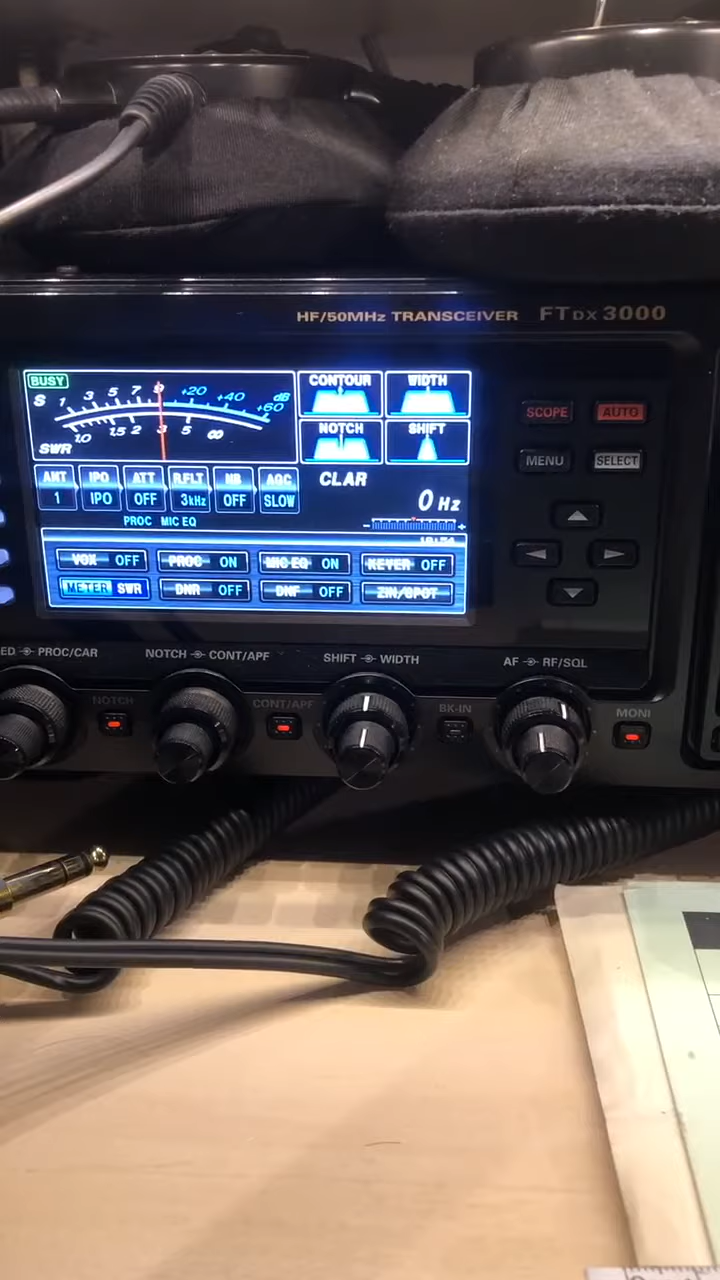 HF/50MHz TRANSCEIVER FTDX 3000
BUSY
S 1 3 5 7 9 +20 +40 +60 dB
SWR 1.0 1.5 2 3 5 ∞
CONTOUR WIDTH
NOTCH SHIFT
SCOPE AUTO
MENU SELECT
ANT IPO ATT R.FLT NB AGC
1 IPO OFF 3kHz OFF SLOW
CLAR
0 Hz
PROC MIC EQ
- +
VOX OFF PROC ON MIC EQ ON KEYER OFF
METER SWR DNR OFF DNF OFF ZIN/SPOT
ED PROC/CAR NOTCH CONT/APF SHIFT WIDTH AF RF/SQL
NOTCH CONT/APF BK-IN MONI